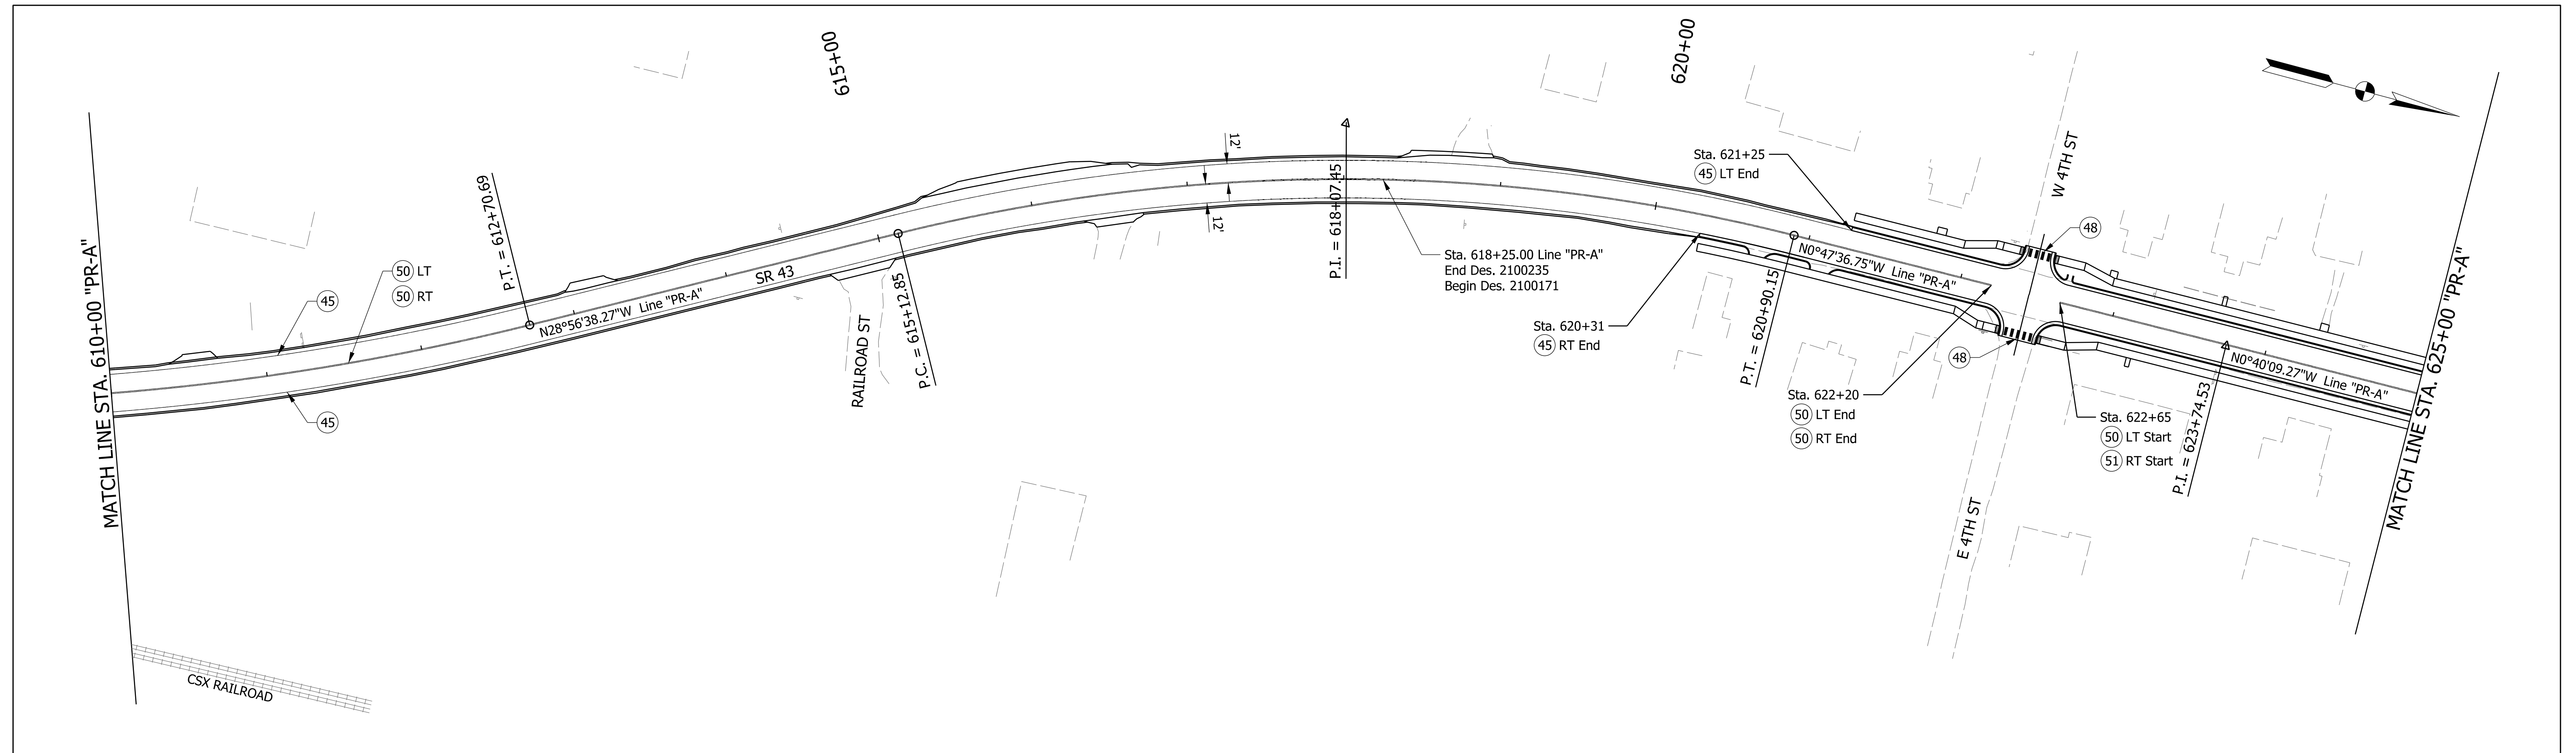 MATCH LINE STA. 610+00 "PR-A"
45
50 LT
50 RT
45
CSX RAILROAD
P.T. = 612+70.69
N28°56'38.27"W Line "PR-A"
SR 43
615+00
RAILROAD ST
P.C. = 615+12.85
12'
12'
P.I. = 618+07.45
Sta. 618+25.00 Line "PR-A"
End Des. 2100235
Begin Des. 2100171
620+00
Sta. 621+25
45 LT End
Sta. 620+31
45 RT End
P.T. = 620+90.15
N0°47'36.75"W Line "PR-A"
Sta. 622+20
50 LT End
50 RT End
W 4TH ST
48
48
E 4TH ST
Sta. 622+65
50 LT Start
51 RT Start
P.I. = 623+74.53
N0°40'09.27"W Line "PR-A"
MATCH LINE STA. 625+00 "PR-A"